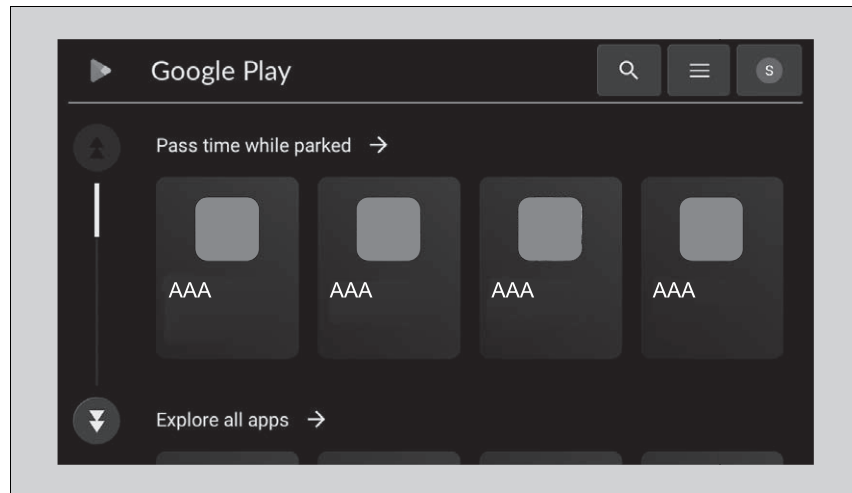 Google Play
S
Pass time while parked
AAA AAA AAA AAA
Explore all apps